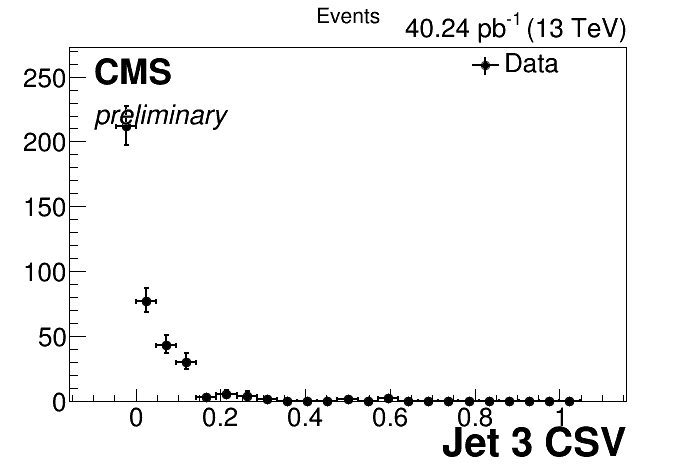 Events
40.24 pb-1 (13 TeV)
CMS
preliminary
Data
250
200
150
100
50
0
0 0.2 0.4 0.6 0.8 1
Jet 3 CSV